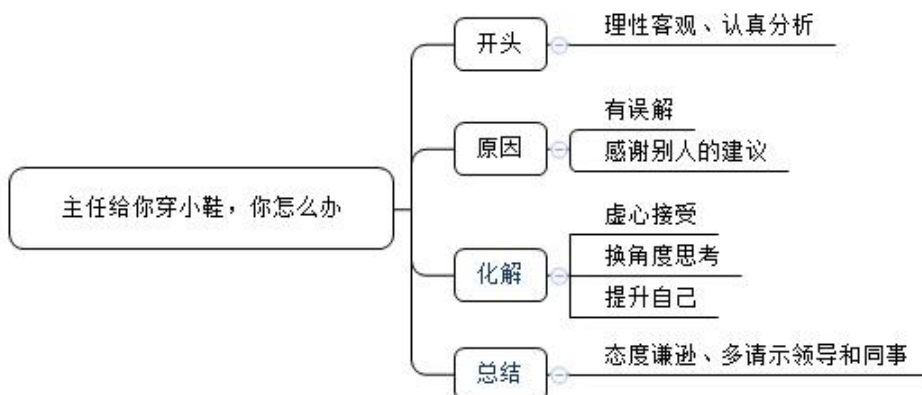 主任给你穿小鞋，你怎么办
开头
理性客观、认真分析
原因
有误解
感谢别人的建议
化解
虚心接受
换角度思考
提升自己
总结
态度谦逊、多请示领导和同事